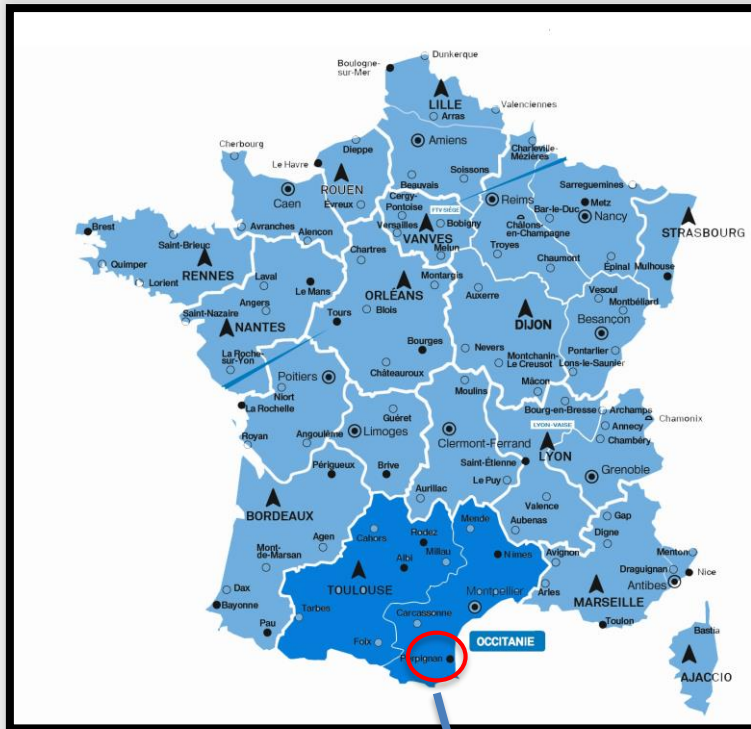 Dunkerque
Boulogne-
sur-Mer
LILLE
Arras
Valenciennes
Cherbourg
Dieppe
Amiens
Charleville-
Mézières
Le Havre
ROUEN
Soissons
Beauvais
Sarreguemines
Caen
Évreux
Cergy-
Pontoise
FTV SIÈGE
Reims
Metz
Bar-le-Duc
Nancy
Versailles
Bobigny
VANVES
Châlons-
en-Champagne
STRASBOURG
Brest
Avranches
Alençon
Melun
Troyes
Saint-Brieuc
Chartres
Quimper
RENNES
Laval
Montargis
Chaumont
Épinal
Mulhouse
Lorient
Le Mans
ORLÉANS
Auxerre
Vesoul
Montbéliard
Angers
Blois
Saint-Nazaire
NANTES
Tours
DIJON
Besançon
Bourges
Nevers
Pontarlier
La Roche-
sur-Yon
Châteauroux
Montchanin-
Le Creusot
Lons-le-Saunier
Poitiers
Moulins
Mâcon
Niort
Bourg-en-Bresse
Archamps
La Rochelle
Guéret
Annecy
Chamonix
LYON-VAISE
Royan
Angoulême
Limoges
Clermont-Ferrand
Chambéry
LYON
Saint-Étienne
Périgueux
Brive
Le Puy
Grenoble
Aurillac
Valence
BORDEAUX
Mende
Aubenas
Gap
Agen
Cahors
Rodez
Digne
Mont-
de-Marsan
Albi
Millau
Nîmes
Avignon
Menton
TOULOUSE
Draguignan
Nice
Dax
Montpellier
Arles
Antibes
Bayonne
Tarbes
Carcassonne
MARSEILLE
Pau
Toulon
Foix
OCCITANIE
Bastia
Perpignan
AJACCIO